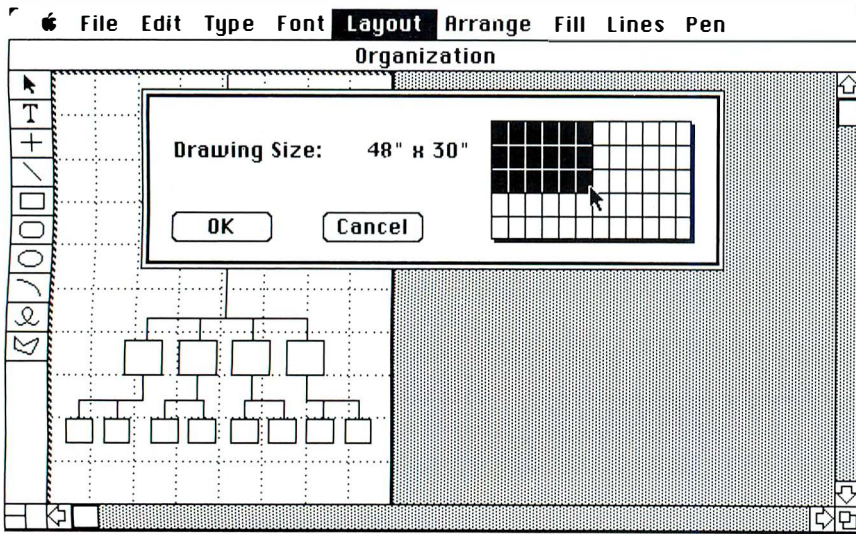 File Edit Type Font Layout Arrange Fill Lines Pen
Organization
T
Drawing Size: 48" x 30"
OK Cancel